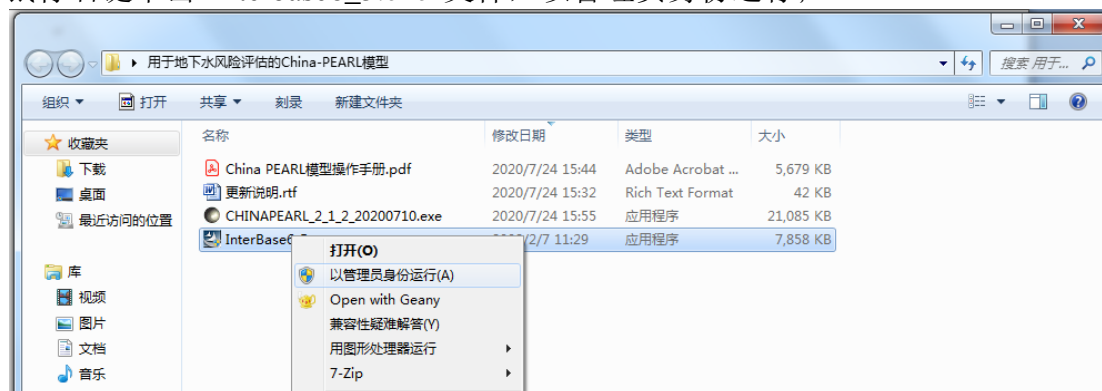 用于地下水风险评估的China-PEARL模型
搜索 用于...
组织 打开 共享 刻录 新建文件夹
名称 修改日期 类型 大小
收藏夹
下载
桌面
最近访问的位置
China PEARL模型操作手册.pdf 2020/7/24 15:44 Adobe Acrobat ... 5,679 KB
更新说明.rtf 2020/7/24 15:32 Rich Text Format 42 KB
CHINAPEARL_2_1_2_20200710.exe 2020/7/24 15:55 应用程序 21,085 KB
/2/7 11:29 应用程序 7,858 KB
库
视频
图片
文档
音乐
打开(O)
以管理员身份运行(A)
Open with Geany
兼容性疑难解答(Y)
用图形处理器运行
7-Zip